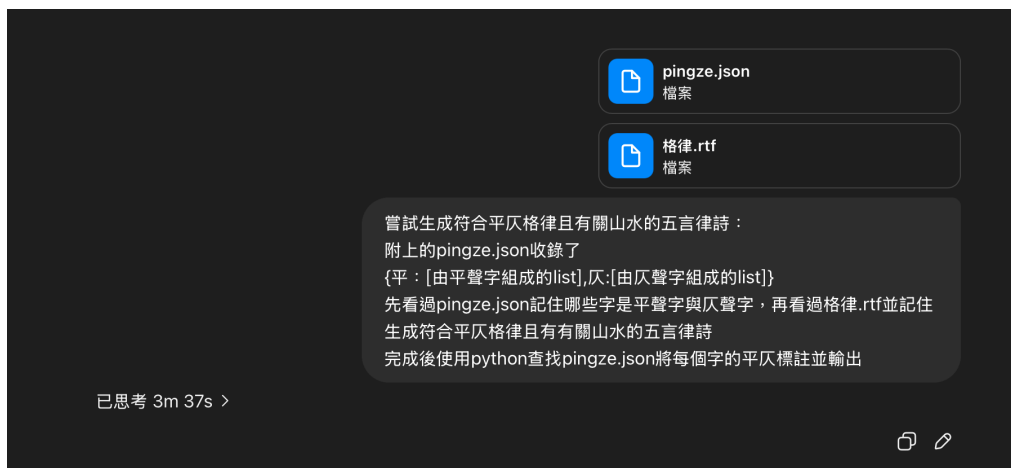 pingze.json
檔案
格律.rtf
檔案
嘗試生成符合平仄格律且有關山水的五言律詩：
附上的pingze.json收錄了
{平：[由平聲字組成的list],仄:[由仄聲字組成的list]}
先看過pingze.json記住哪些字是平聲字與仄聲字，再看過格律.rtf並記住
生成符合平仄格律且有有關山水的五言律詩
完成後使用python查找pingze.json將每個字的平仄標註並輸出
已思考 3m 37s